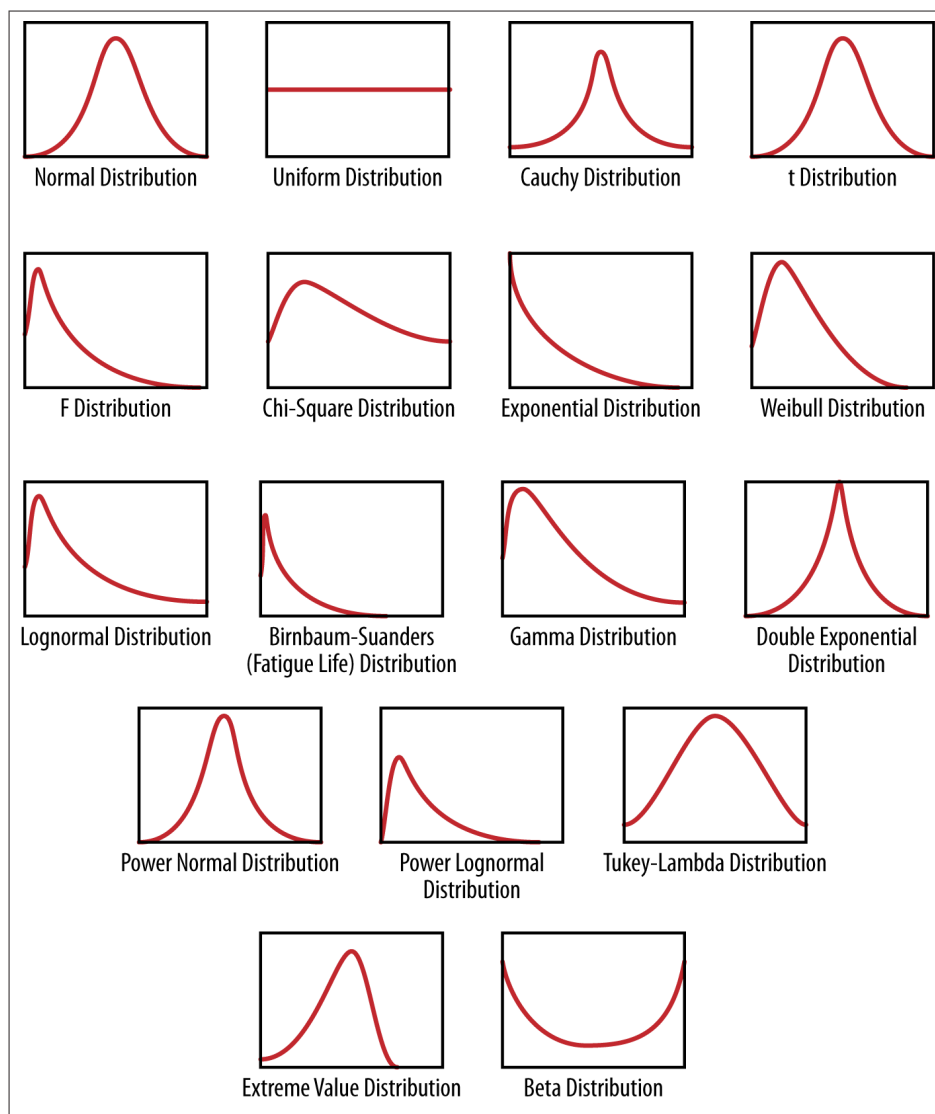 Normal Distribution
Uniform Distribution
Cauchy Distribution
t Distribution
F Distribution
Chi-Square Distribution
Exponential Distribution
Weibull Distribution
Lognormal Distribution
Birnbaum-Suanders
(Fatigue Life) Distribution
Gamma Distribution
Double Exponential
Distribution
Power Normal Distribution
Power Lognormal
Distribution
Tukey-Lambda Distribution
Extreme Value Distribution
Beta Distribution